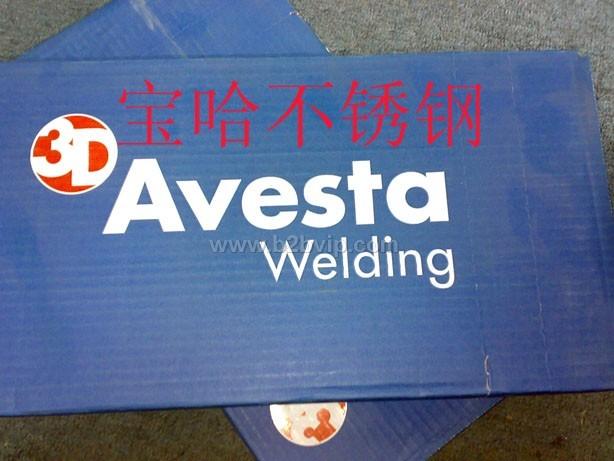 宝哈不锈钢
3D
Avesta
www.b2bvip.com
Welding